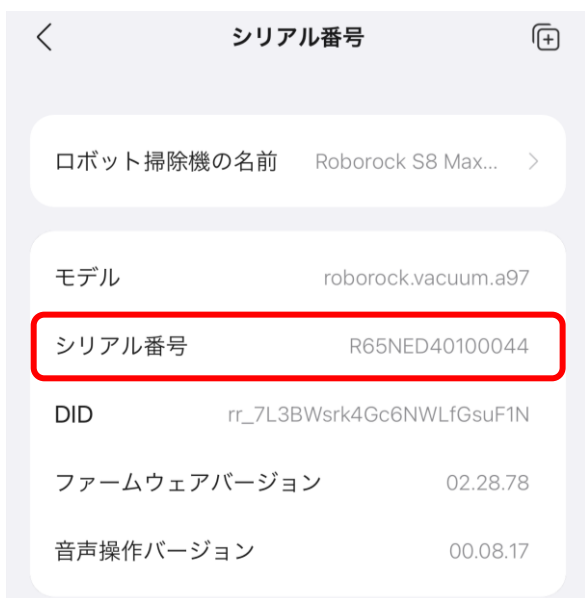 シリアル番号
ロボット掃除機の名前 Roborock S8 Max...
モデル roborock.vacuum.a97
シリアル番号 R65NED40100044
DID rr_7L3BWsrk4Gc6NWLfGsuF1N
ファームウェアバージョン 02.28.78
音声操作バージョン 00.08.17